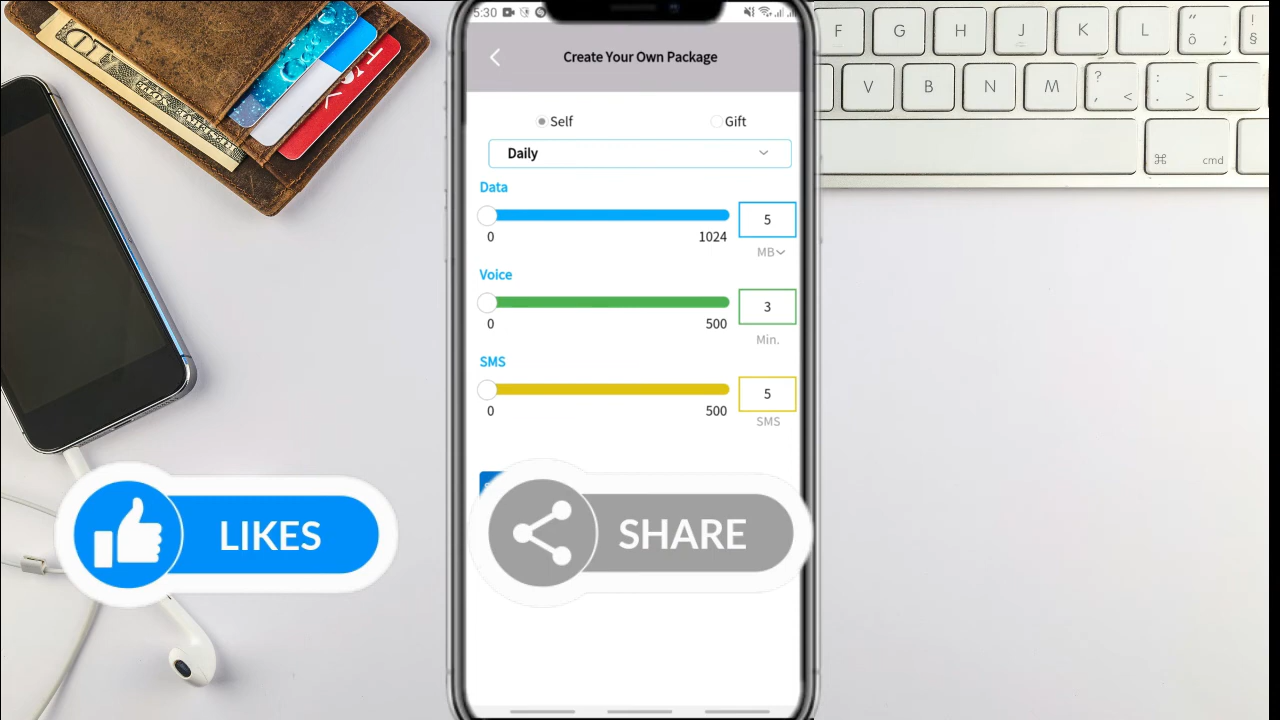 5:30
Create Your Own Package
Self
Gift
Daily
Data
5
0
1024
MB
Voice
3
0
500
Min.
SMS
5
0
500
SMS
LIKES
SHARE
F
G
H
J
K
L
V
B
N
M
⌘
cmd